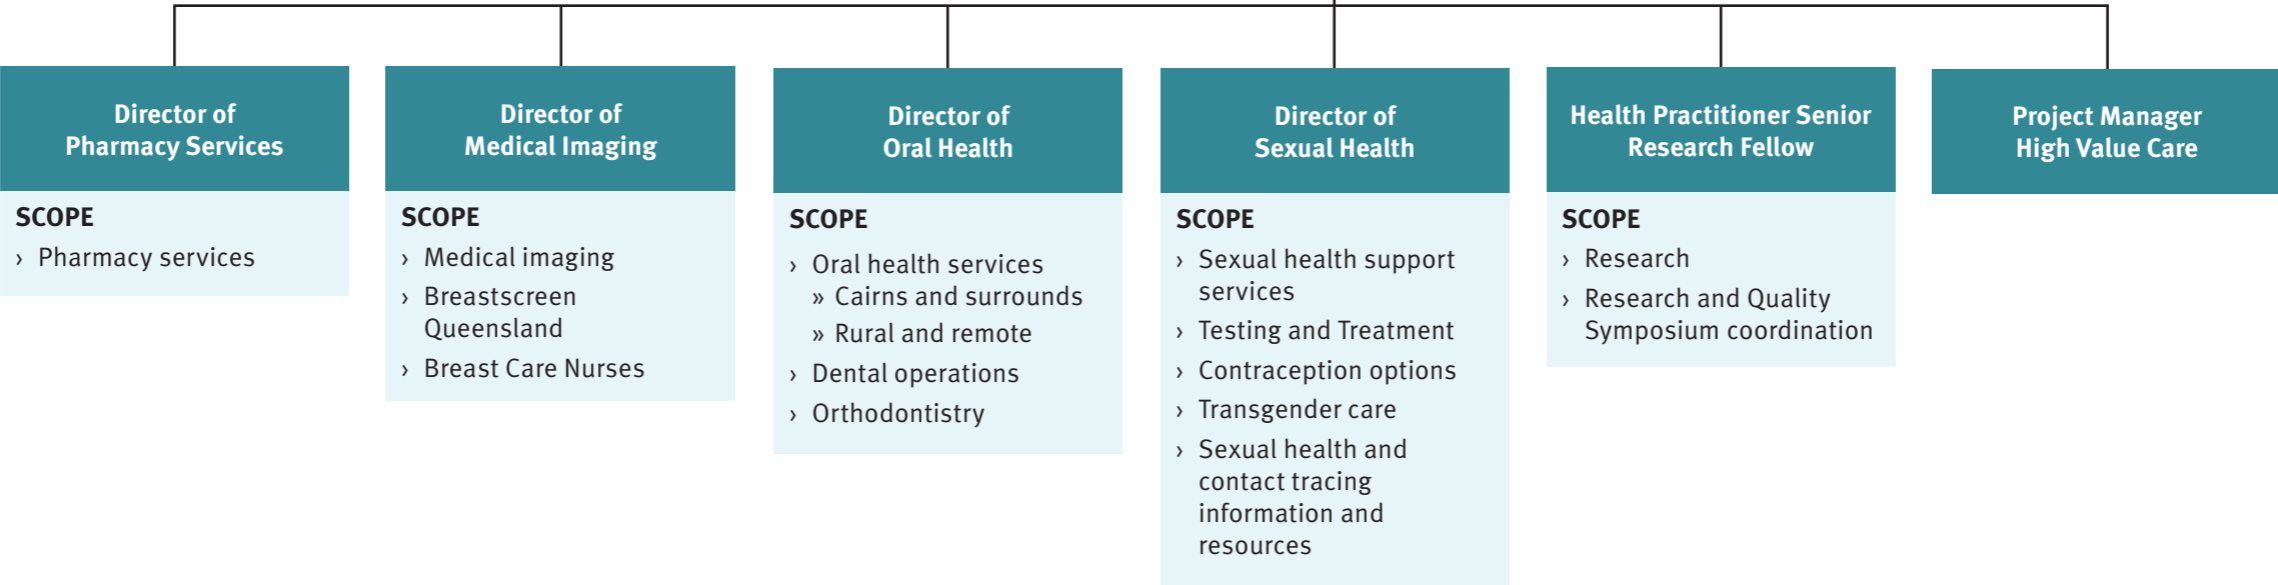 Director of
Pharmacy Services
SCOPE
› Pharmacy services
Director of
Medical Imaging
SCOPE
› Medical imaging
› Breastscreen
Queensland
› Breast Care Nurses
Director of
Oral Health
SCOPE
› Oral health services
» Cairns and surrounds
» Rural and remote
› Dental operations
› Orthodontistry
Director of
Sexual Health
SCOPE
› Sexual health support
services
› Testing and Treatment
› Contraception options
› Transgender care
› Sexual health and
contact tracing
information and
resources
Health Practitioner Senior
Research Fellow
SCOPE
› Research
› Research and Quality
Symposium coordination
Project Manager
High Value Care